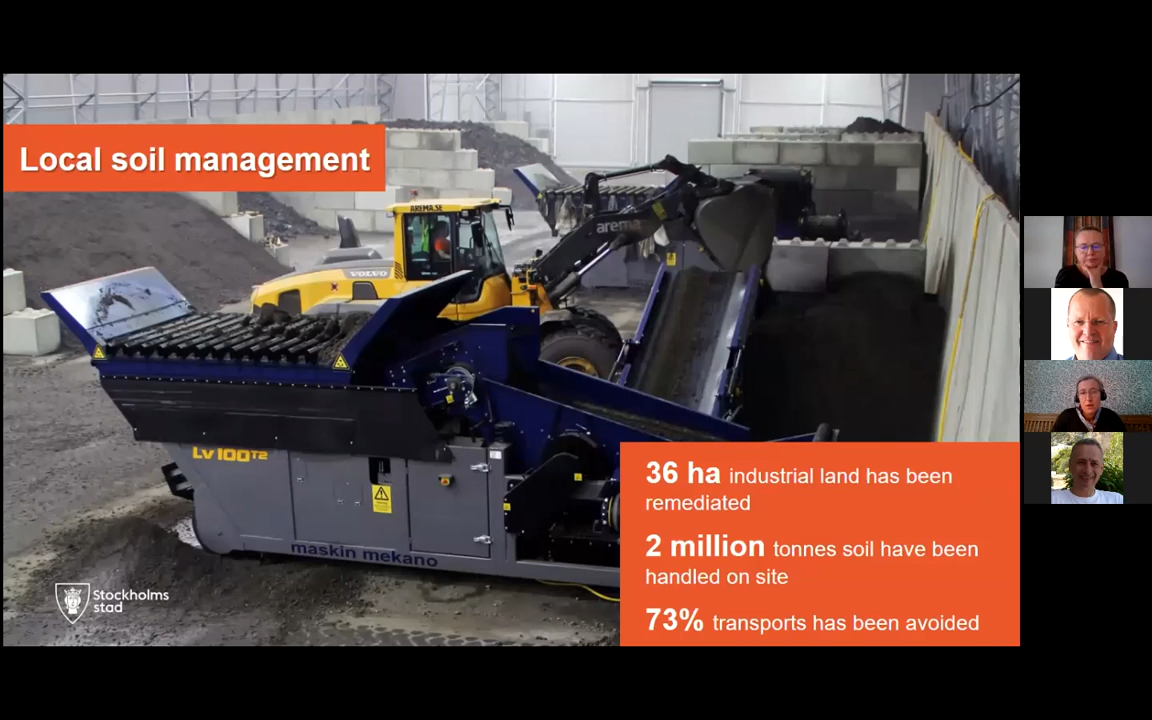 Local soil management
AREMA.SE
arema
VOLVO
LV100T2
maskin mekano
Stockholms
stad
36 ha industrial land has been
remediated
2 million tonnes soil have been
handled on site
73% transports has been avoided